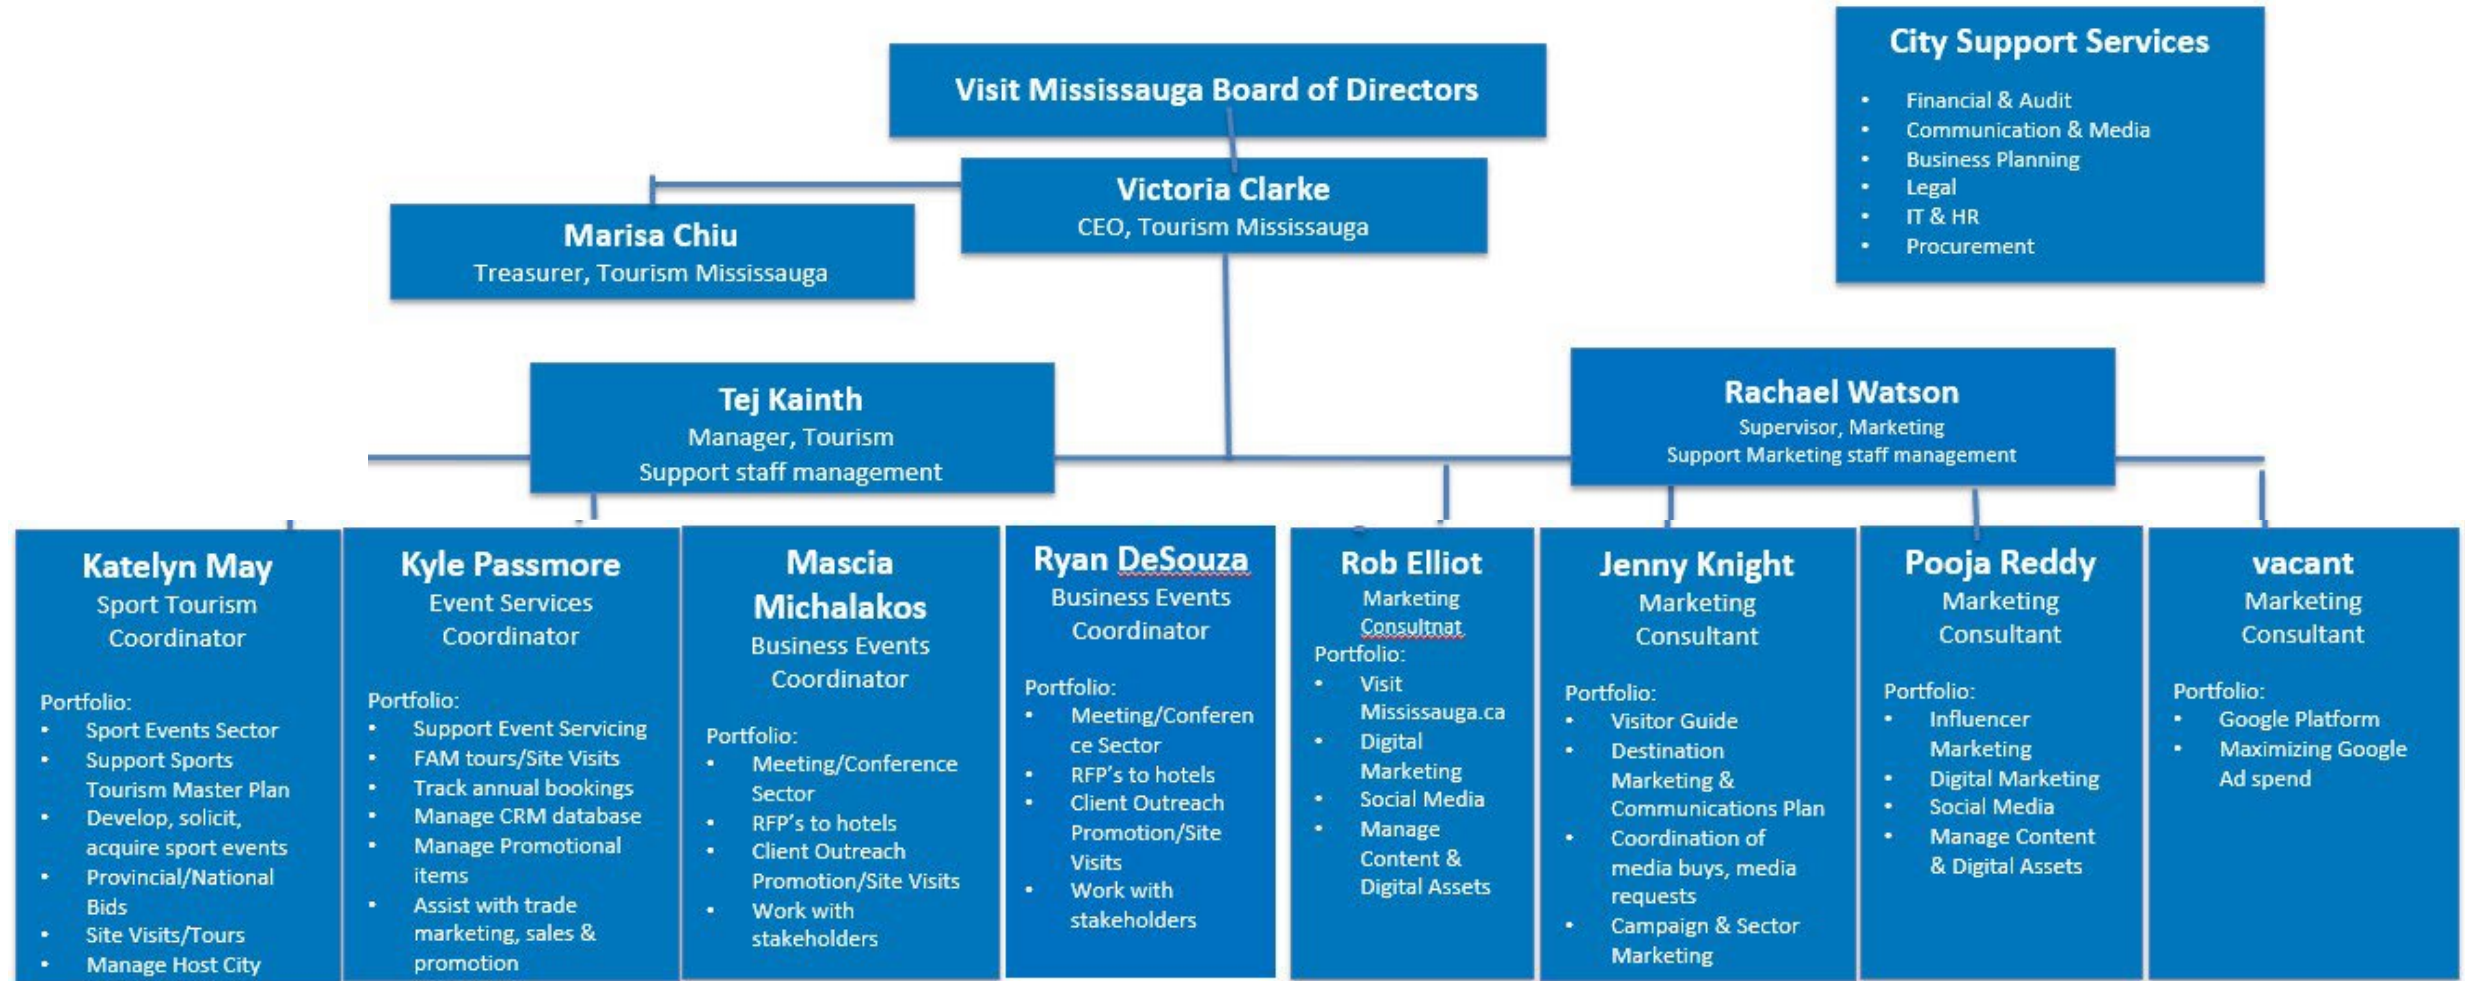 Visit Mississauga Board of Directors
City Support Services
• Financial & Audit
• Communication & Media
• Business Planning
• Legal
• IT & HR
• Procurement
Victoria Clarke
CEO, Tourism Mississauga
Marisa Chiu
Treasurer, Tourism Mississauga
Tej Kainth
Manager, Tourism
Support staff management
Rachael Watson
Supervisor, Marketing
Support Marketing staff management
Katelyn May
Sport Tourism
Coordinator
Portfolio:
• Sport Events Sector
• Support Sports
Tourism Master Plan
• Develop, solicit,
acquire sport events
• Provincial/National
Bids
• Site Visits/Tours
• Manage Host City
Kyle Passmore
Event Services
Coordinator
Portfolio:
• Support Event Servicing
• FAM tours/Site Visits
• Track annual bookings
• Manage CRM database
• Manage Promotional
items
• Assist with trade
marketing, sales &
promotion
Mascia
Michalakos
Business Events
Coordinator
Portfolio:
• Meeting/Conference
Sector
• RFP's to hotels
• Client Outreach
Promotion/Site Visits
• Work with
stakeholders
Ryan DeSouza
Business Events
Coordinator
Portfolio:
• Meeting/Conferen
ce Sector
• RFP's to hotels
• Client Outreach
Promotion/Site
Visits
• Work with
stakeholders
Rob Elliot
Marketing
Consultnat
Portfolio:
• Visit
Mississauga.ca
• Digital
Marketing
• Social Media
• Manage
Content &
Digital Assets
Jenny Knight
Marketing
Consultant
Portfolio:
• Visitor Guide
• Destination
Marketing &
Communications Plan
• Coordination of
media buys, media
requests
• Campaign & Sector
Marketing
Pooja Reddy
Marketing
Consultant
Portfolio:
• Influencer
Marketing
• Digital Marketing
• Social Media
• Manage Content
& Digital Assets
vacant
Marketing
Consultant
Portfolio:
• Google Platform
• Maximizing Google
Ad spend